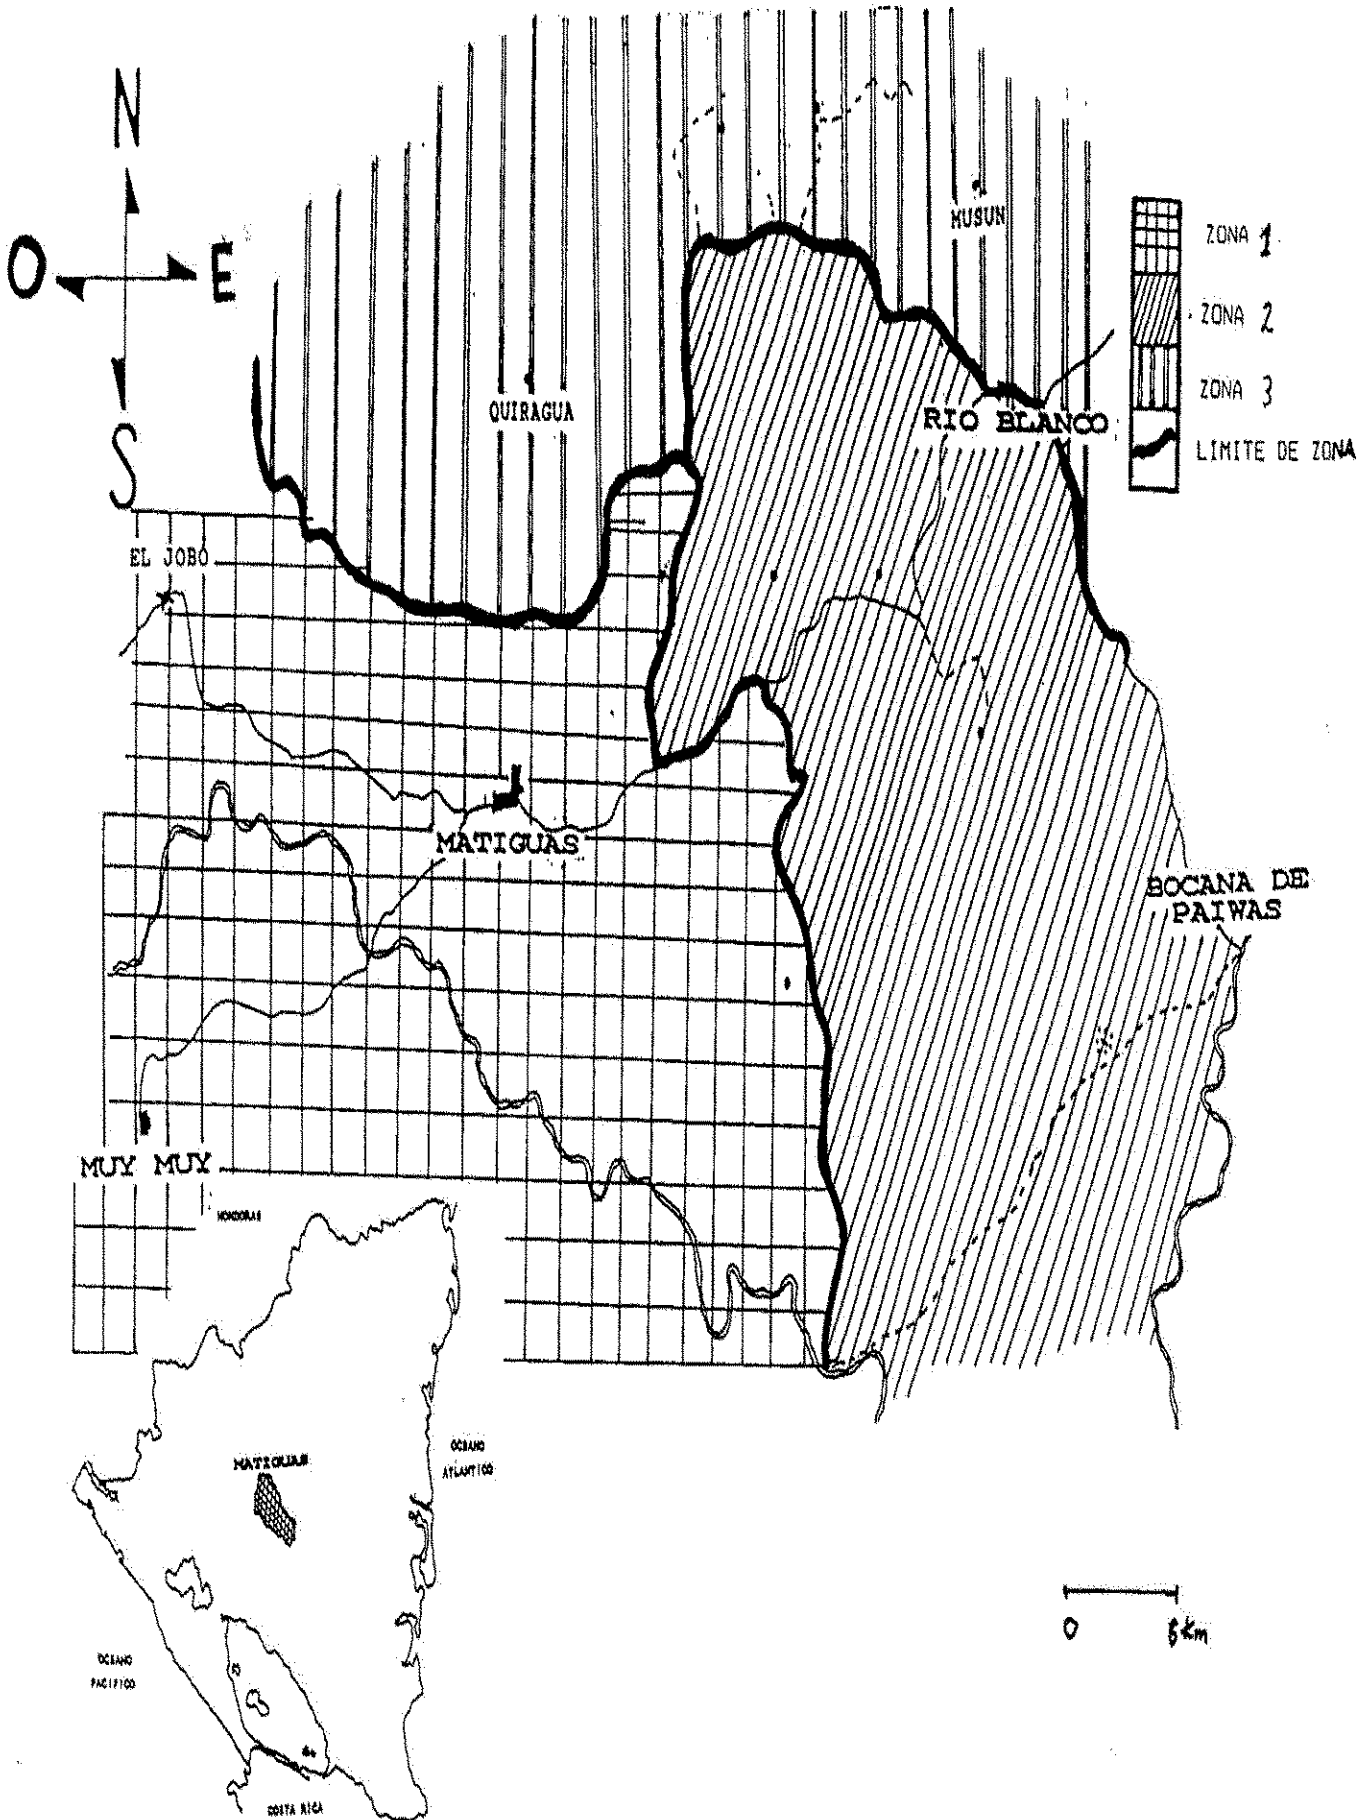 N
O
E
S
MUSUN
QUIRAGUA
RIO BLANCO
ZONA 1
ZONA 2
ZONA 3
LIMITE DE ZONA
EL JOBO
MATIGUAS
BOCANA DE
PAIWAS
MUY MUY
HONDURAS
MATIGUAS
OCEANO
ATLANTICO
OCEANO
PACIFICO
COSTA RICA
0
Km